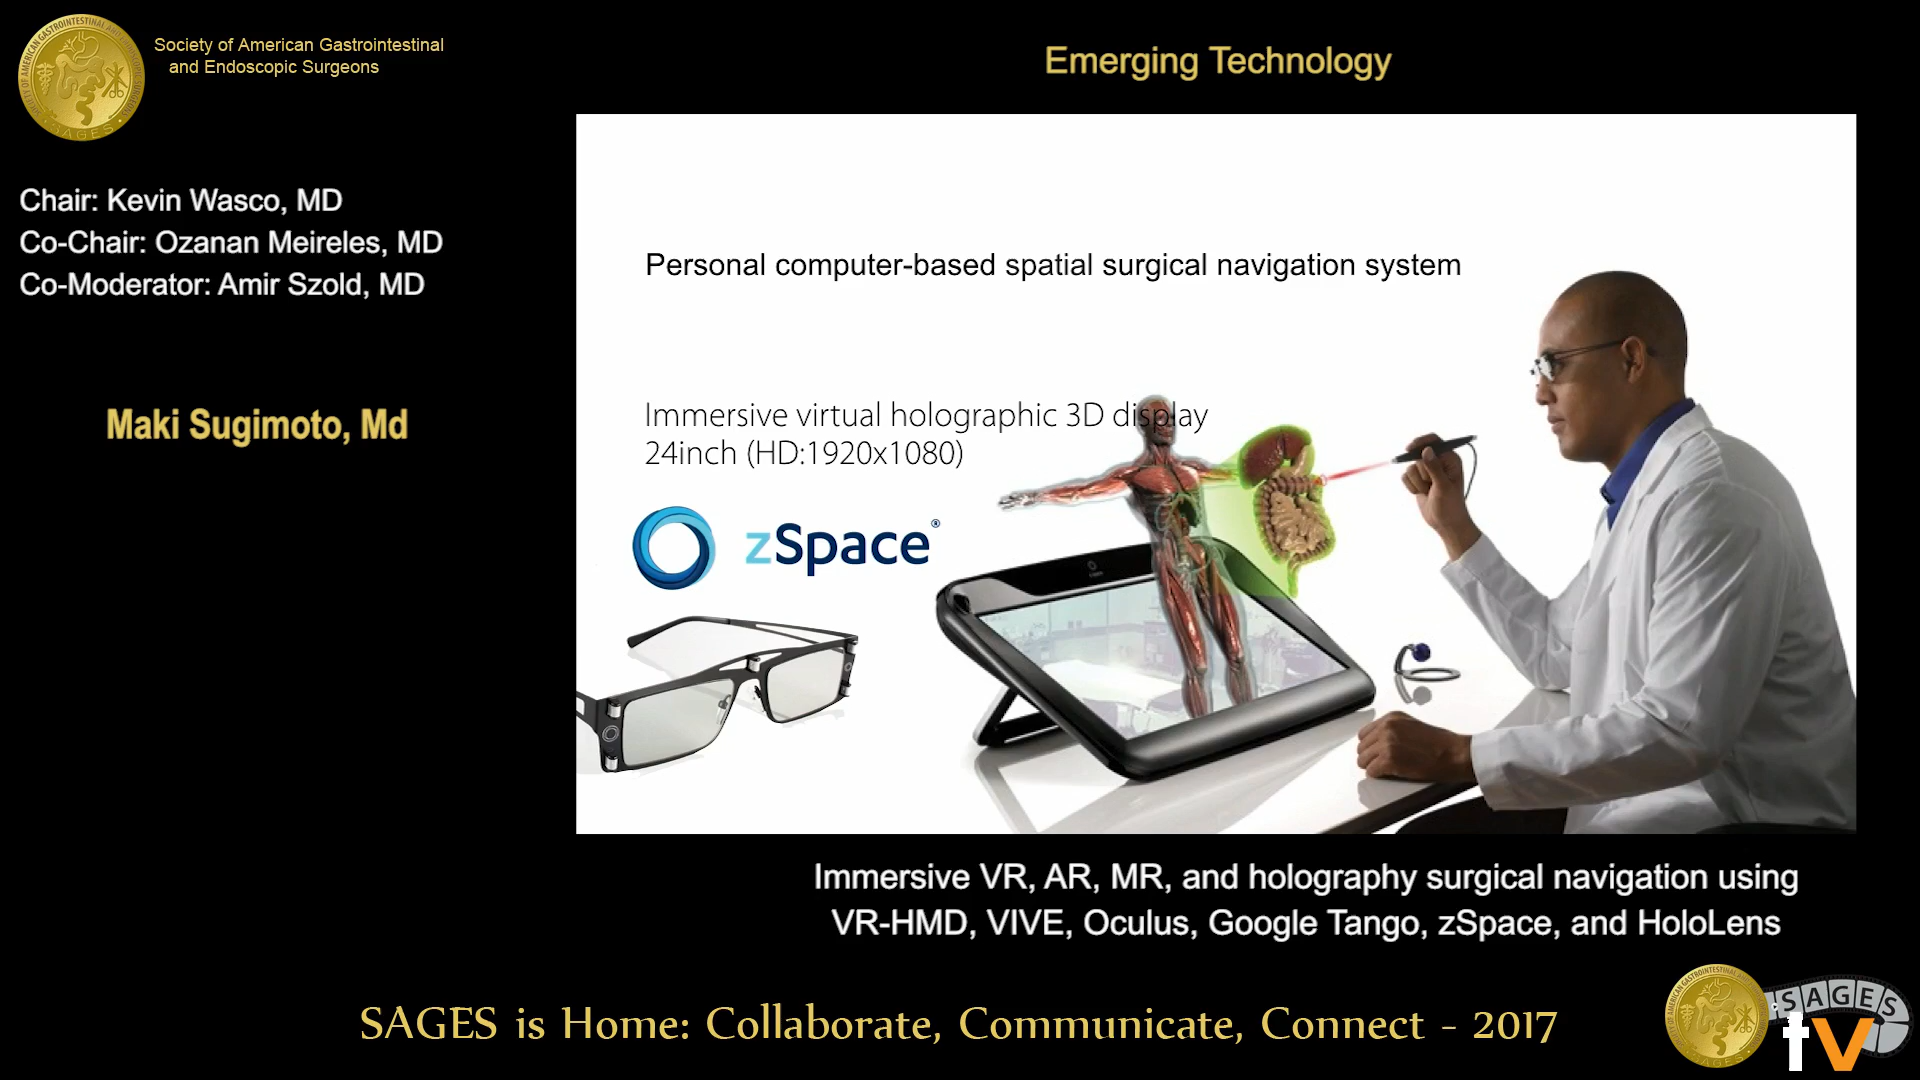 Society of American Gastrointestinal
and Endoscopic Surgeons
Emerging Technology
Chair: Kevin Wasco, MD
Co-Chair: Ozanan Meireles, MD
Co-Moderator: Amir Szold, MD
Maki Sugimoto, Md
Personal computer-based spatial surgical navigation system
Immersive virtual holographic 3D display
24inch (HD:1920x1080)
zSpace®
Immersive VR, AR, MR, and holography surgical navigation using
VR-HMD, VIVE, Oculus, Google Tango, zSpace, and HoloLens
SAGES is Home: Collaborate, Communicate, Connect - 2017
SAGES
tv